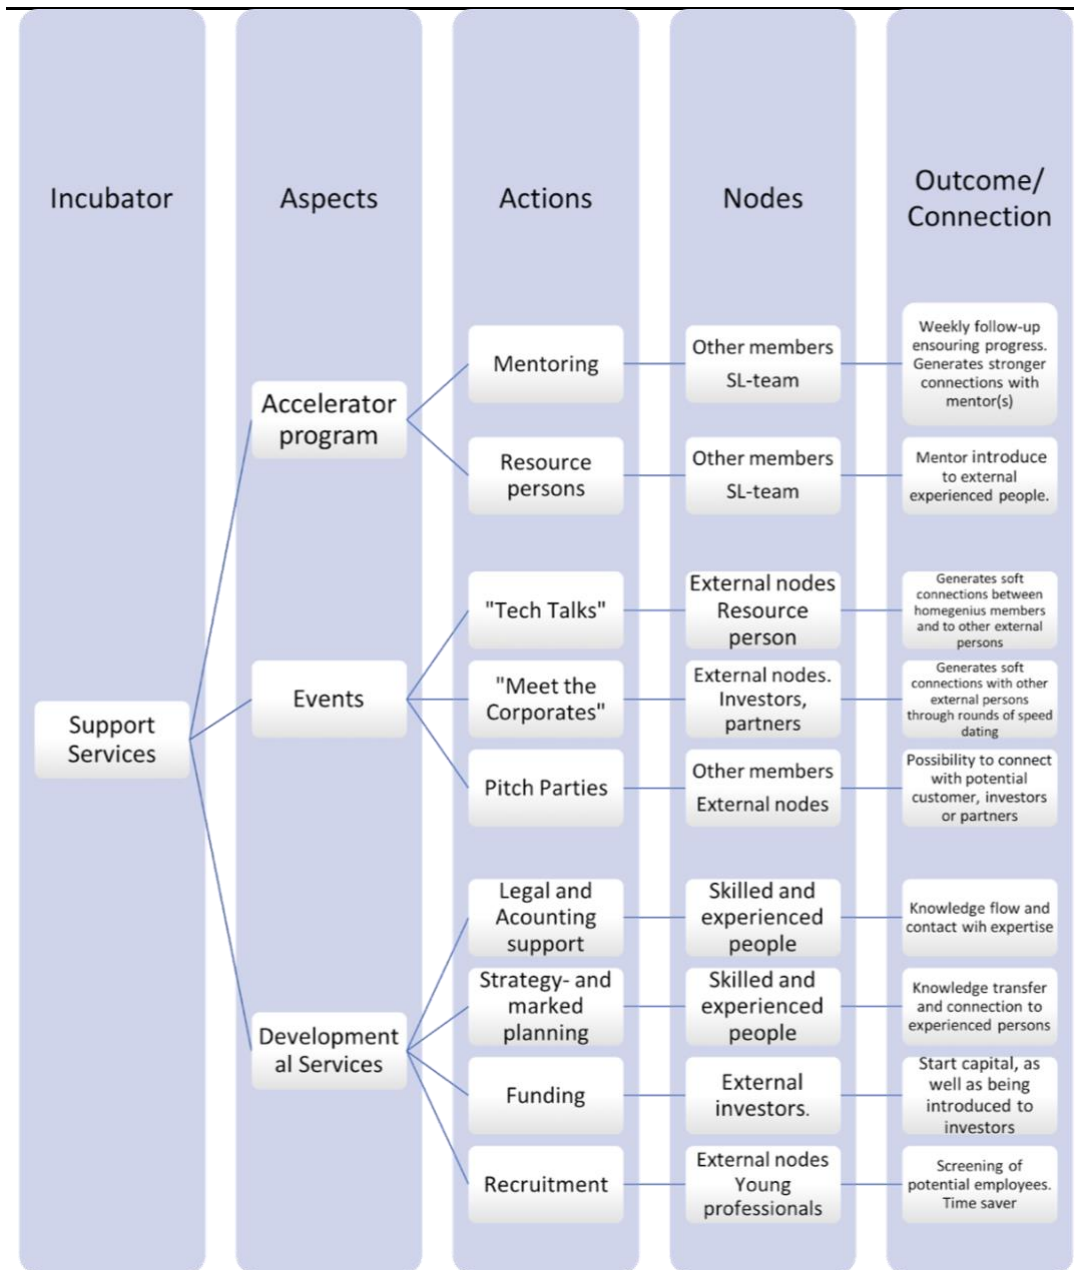 Incubator
Aspects
Actions
Nodes
Outcome/
Connection
Support
Services
Accelerator
program
Mentoring
Other members
SL-team
Weekly follow-up
ensouring progress.
Generates stronger
connections with
mentor(s)
Resource
persons
Other members
SL-team
Mentor introduce
to external
experienced people.
Events
"Tech Talks"
External nodes
Resource
person
Generates soft
connections between
homegenius members
and to other external
persons
"Meet the
Corporates"
External nodes.
Investors,
partners
Generates soft
connections with other
external persons
through rounds of speed
dating
Pitch Parties
Other members
External nodes
Possibility to connect
with potential
customer, investors
or partners
Development
al Services
Legal and
Acounting
support
Skilled and
experienced
people
Knowledge flow and
contact wih expertise
Strategy- and
marked
planning
Skilled and
experienced
people
Knowledge transfer
and connection to
experienced persons
Funding
External
investors.
Start capital, as
well as being
introduced to
investors
Recruitment
External nodes
Young
professionals
Screening of
potential employees.
Time saver